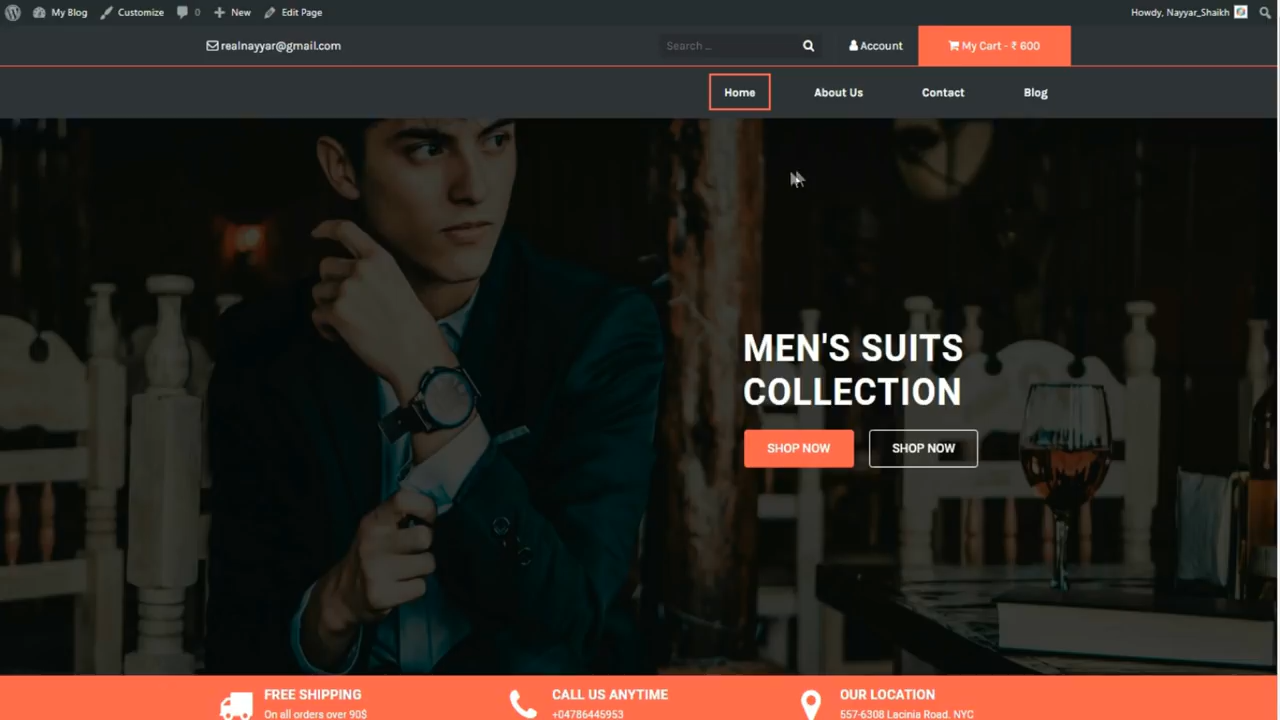 My Blog Customize 0 New Edit Page Howdy, Nayyar_Shaikh
realnayyar@gmail.com Search ... Account My Cart - ₹ 600
Home About Us Contact Blog
MEN'S SUITS
COLLECTION
SHOP NOW SHOP NOW
FREE SHIPPING CALL US ANYTIME OUR LOCATION
On all orders over 90$ +04786445953 557-6308 Lacinia Road, NYC